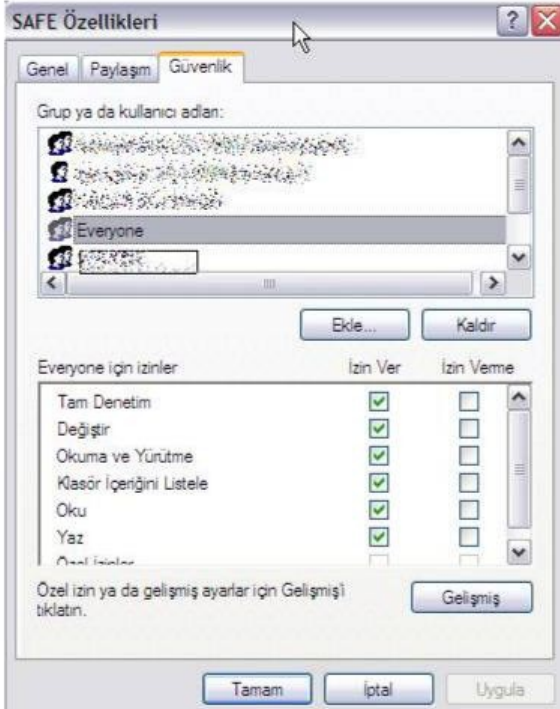 SAFE Özellikleri
Genel Paylaşım Güvenlik
Grup ya da kullanıcı adları:
Everyone
Ekle... Kaldır
Everyone için izinler İzin Ver İzin Verme
Tam Denetim
Değiştir
Okuma ve Yürütme
Klasör İçeriğini Listele
Oku
Yaz
Özel İzinler
Özel izin ya da gelişmiş ayarlar için Gelişmiş'i
tıklatın.
Gelişmiş
Tamam İptal Uygula